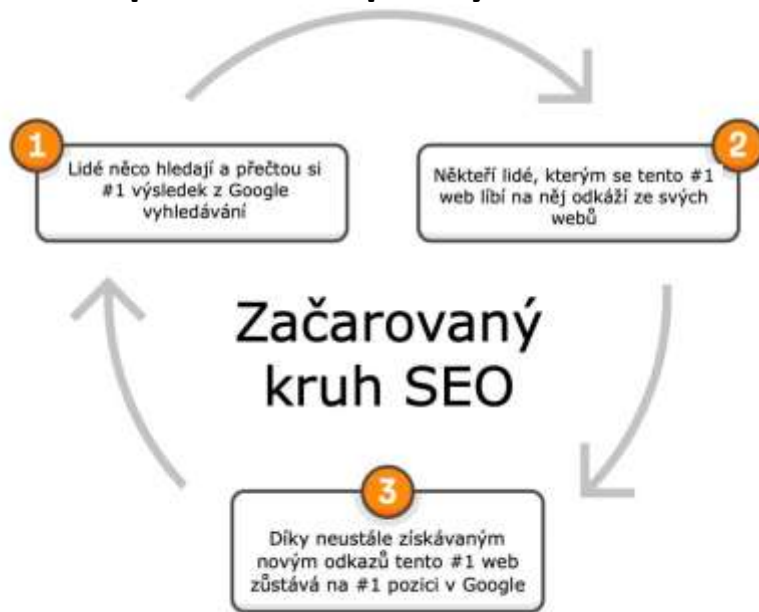 1
Lidé něco hledají a přečtou si
#1 výsledek z Google
vyhledávání
2
Někteří lidé, kterým se tento #1
web líbí na něj odkáží ze svých
webů
Začarovaný
kruh SEO
3
Díky neustále získávaným
novým odkazů tento #1 web
zůstává na #1 pozici v Google